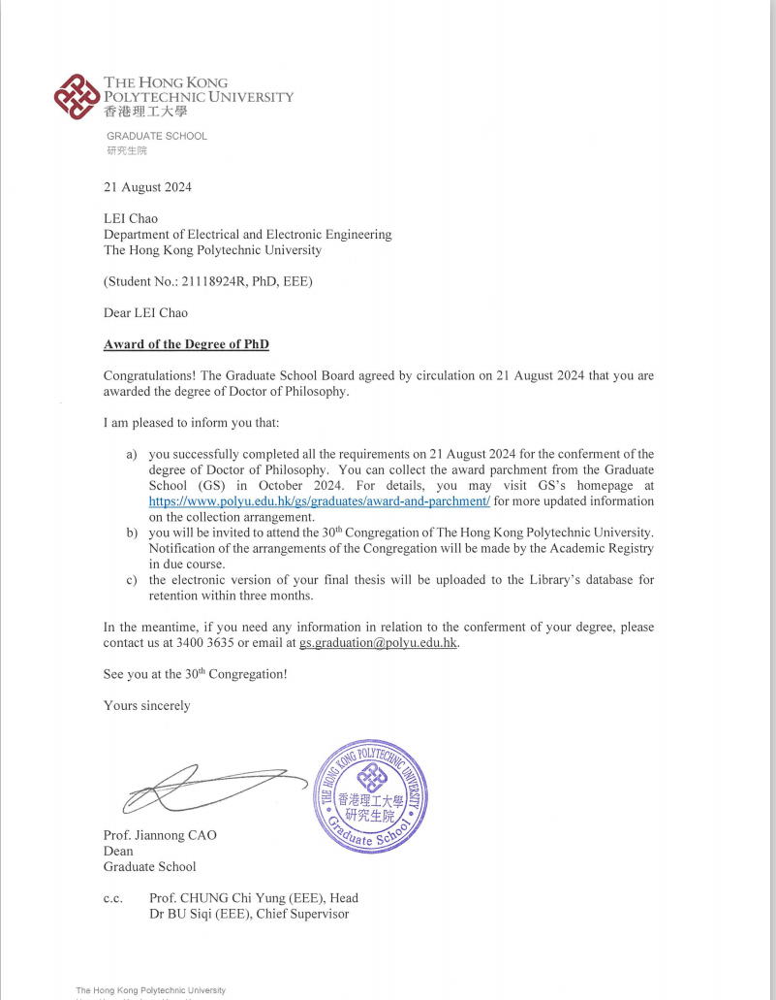 THE HONG KONG
POLYTECHNIC UNIVERSITY
香港理工大學
GRADUATE SCHOOL
研究生院
21 August 2024
LEI Chao
Department of Electrical and Electronic Engineering
The Hong Kong Polytechnic University
(Student No.: 21118924R, PhD, EEE)
Dear LEI Chao
Award of the Degree of PhD
Congratulations! The Graduate School Board agreed by circulation on 21 August 2024 that you are
awarded the degree of Doctor of Philosophy.
I am pleased to inform you that:
a) you successfully completed all the requirements on 21 August 2024 for the conferment of the
degree of Doctor of Philosophy. You can collect the award parchment from the Graduate
School (GS) in October 2024. For details, you may visit GS's homepage at
https://www.polyu.edu.hk/gs/graduates/award-and-parchment/ for more updated information
on the collection arrangement.
b) you will be invited to attend the 30th Congregation of The Hong Kong Polytechnic University.
Notification of the arrangements of the Congregation will be made by the Academic Registry
in due course.
c) the electronic version of your final thesis will be uploaded to the Library's database for
retention within three months.
In the meantime, if you need any information in relation to the conferment of your degree, please
contact us at 3400 3635 or email at gs.graduation@polyu.edu.hk.
See you at the 30th Congregation!
Yours sincerely
THE HONG KONG POLYTECHNIC UNIVERSITY
香港理工大學
研究生院
Graduate School
Prof. Jiannong CAO
Dean
Graduate School
c.c. Prof. CHUNG Chi Yung (EEE), Head
Dr BU Siqi (EEE), Chief Supervisor
The Hong Kong Polytechnic University